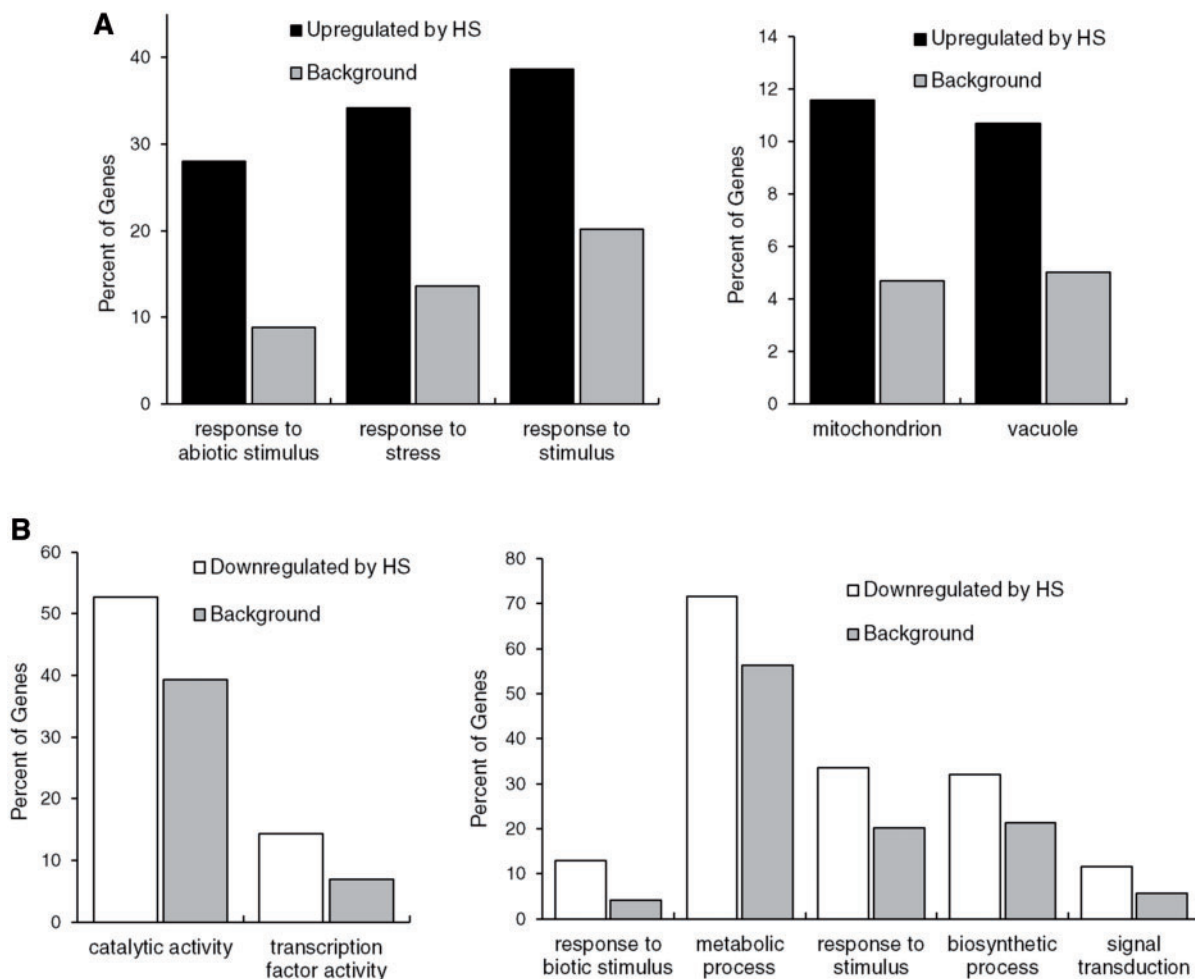 A
Upregulated by HS
Background
Percent of Genes
40
30
20
10
0
response to
abiotic stimulus
response to
stress
response to
stimulus
Upregulated by HS
Background
Percent of Genes
14
12
10
8
6
4
2
0
mitochondrion
vacuole
B
Downregulated by HS
Background
Percent of Genes
60
50
40
30
20
10
0
catalytic activity
transcription
factor activity
Downregulated by HS
Background
Percent of Genes
80
70
60
50
40
30
20
10
0
response to
biotic stimulus
metabolic
process
response to
stimulus
biosynthetic
process
signal
transduction